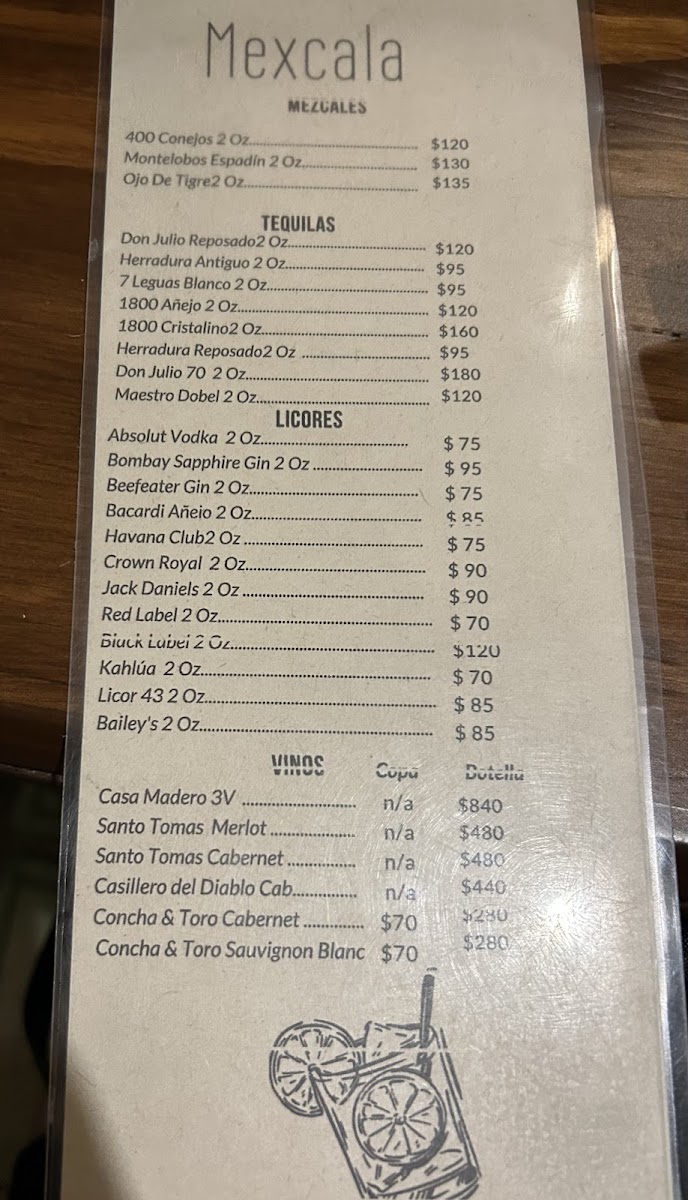 Mexcala
MEZCALES
400 Conejos 2 Oz........ $120
Montelobos Espadín 2 Oz........ $130
Ojo De Tigre2 Oz........ $135
TEQUILAS
Don Julio Reposado2 Oz........ $120
Herradura Antiguo 2 Oz........ $95
7 Leguas Blanco 2 Oz........ $95
1800 Añejo 2 Oz........ $120
1800 Cristalino2 Oz........ $160
Herradura Reposado2 Oz ........ $95
Don Julio 70 2 Oz........ $180
Maestro Dobel 2 Oz........ $120
LICORES
Absolut Vodka 2 Oz........ $ 75
Bombay Sapphire Gin 2 Oz ........ $ 95
Beefeater Gin 2 Oz........ $ 75
Bacardi Añejo 2 Oz........ $ 85
Havana Club2 Oz ........ $ 75
Crown Royal 2 Oz........ $ 90
Jack Daniels 2 Oz ........ $ 90
Red Label 2 Oz........ $ 70
Black Label 2 Oz........ $120
Kahlúa 2 Oz........ $ 70
Licor 43 2 Oz........ $ 85
Bailey's 2 Oz........ $ 85
VINOS Copa Botella
Casa Madero 3V ........ n/a $840
Santo Tomas Merlot ........ n/a $480
Santo Tomas Cabernet ........ n/a $480
Casillero del Diablo Cab........ n/a $440
Concha & Toro Cabernet ........ $70 $280
Concha & Toro Sauvignon Blanc $70 $280